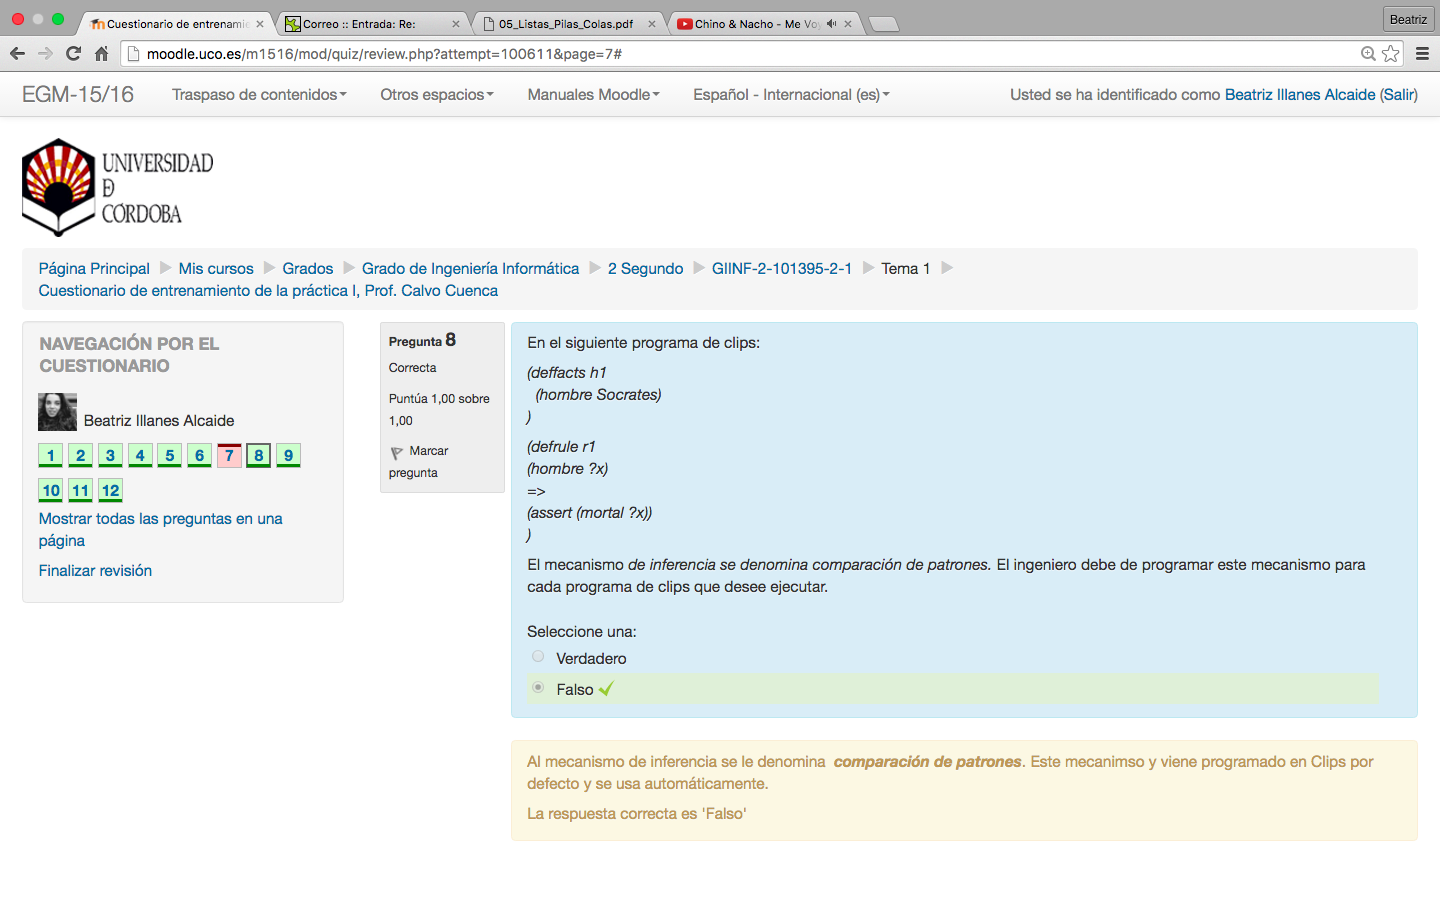 Cuestionario de entrenamie
Correo :: Entrada: Re:
05_Listas_Pilas_Colas.pdf
Chino & Nacho - Me Voy
Beatriz
moodle.uco.es/m1516/mod/quiz/review.php?attempt=100611&page=7#
EGM-15/16
Traspaso de contenidos
Otros espacios
Manuales Moodle
Español - Internacional (es)
Usted se ha identificado como Beatriz Illanes Alcaide (Salir)
UNIVERSIDAD
D
CÓRDOBA
Página Principal
Mis cursos
Grados
Grado de Ingeniería Informática
2 Segundo
GIINF-2-101395-2-1
Tema 1
Cuestionario de entrenamiento de la práctica I, Prof. Calvo Cuenca
NAVEGACIÓN POR EL
CUESTIONARIO
Beatriz Illanes Alcaide
1 2 3 4 5 6 7 8 9
10 11 12
Mostrar todas las preguntas en una
página
Finalizar revisión
Pregunta 8
Correcta
Puntúa 1,00 sobre
1,00
Marcar
pregunta
En el siguiente programa de clips:
(deffacts h1
(hombre Socrates)
)
(defrule r1
(hombre ?x)
=>
(assert (mortal ?x))
)
El mecanismo de inferencia se denomina comparación de patrones. El ingeniero debe de programar este mecanismo para
cada programa de clips que desee ejecutar.
Seleccione una:
Verdadero
Falso
Al mecanismo de inferencia se le denomina comparación de patrones. Este mecanimso y viene programado en Clips por
defecto y se usa automáticamente.
La respuesta correcta es 'Falso'